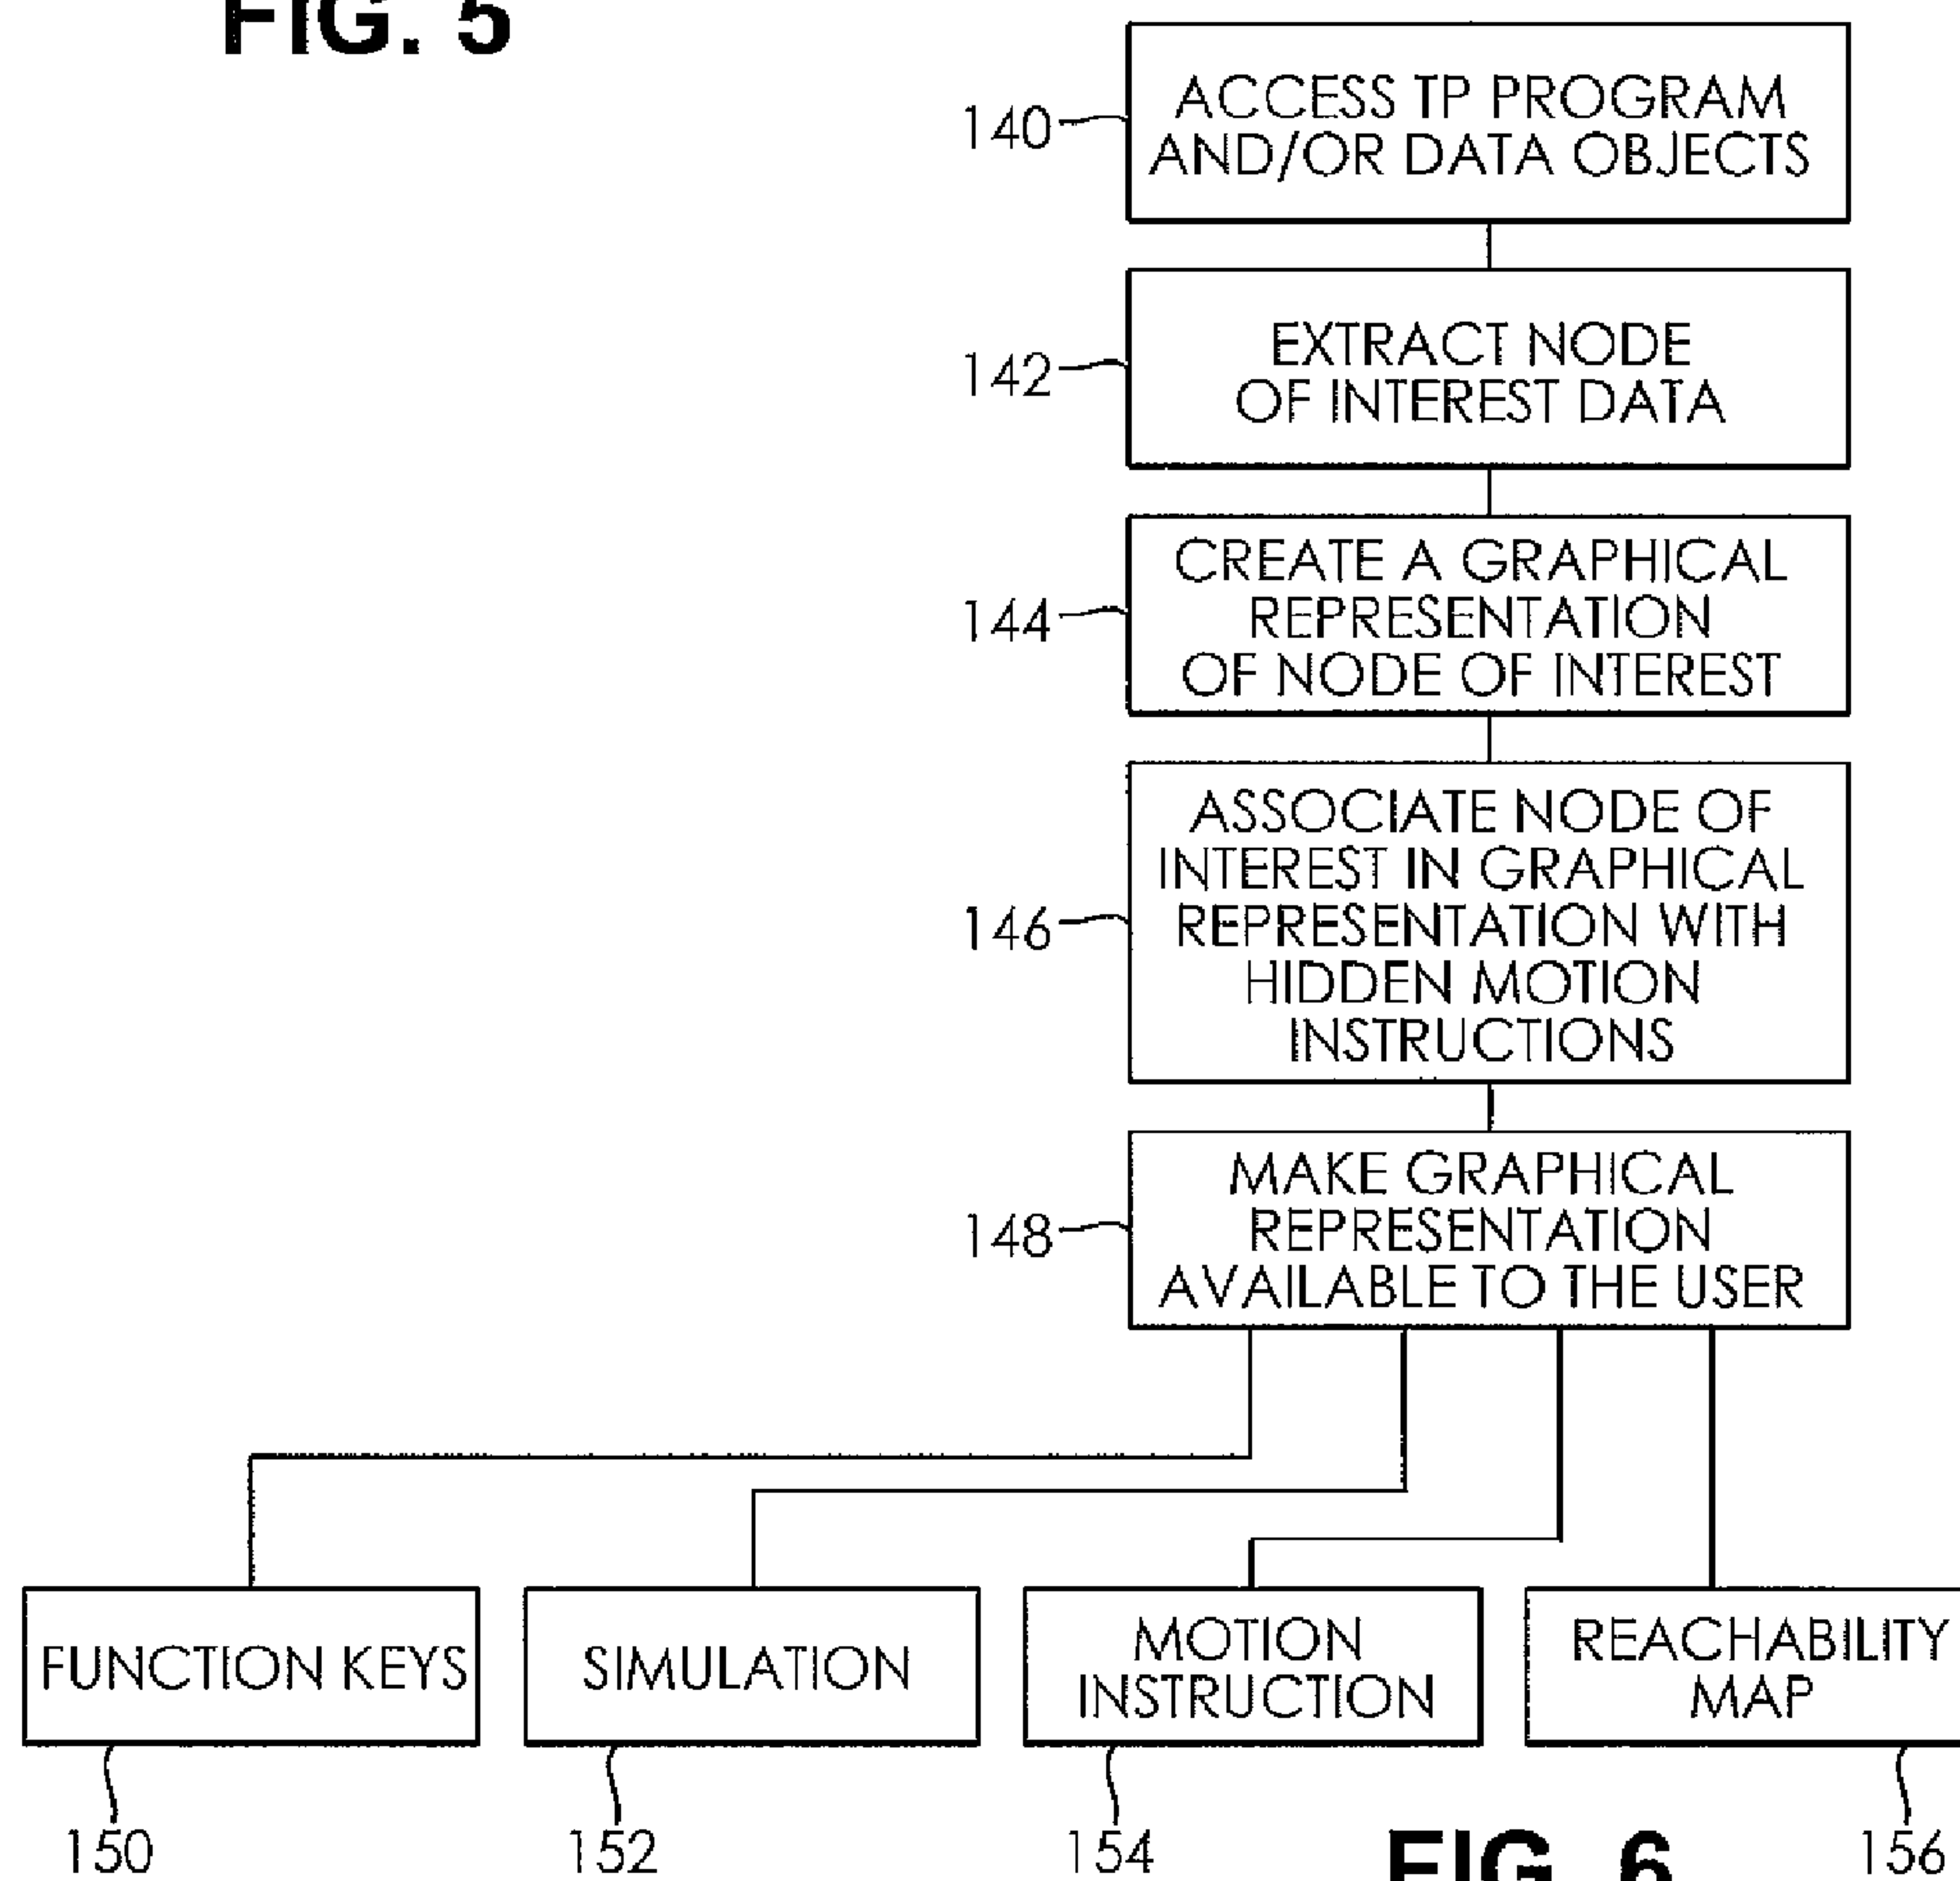 FIG. 5
ACCESS TP PROGRAM
AND/OR DATA OBJECTS
140
EXTRACT NODE
OF INTEREST DATA
142
CREATE A GRAPHICAL
REPRESENTATION
OF NODE OF INTEREST
144
ASSOCIATE NODE OF
INTEREST IN GRAPHICAL
REPRESENTATION WITH
HIDDEN MOTION
INSTRUCTIONS
146
MAKE GRAPHICAL
REPRESENTATION
AVAILABLE TO THE USER
148
FUNCTION KEYS
SIMULATION
MOTION
INSTRUCTION
REACHABILITY
MAP
150
152
154
156
FIG. 6